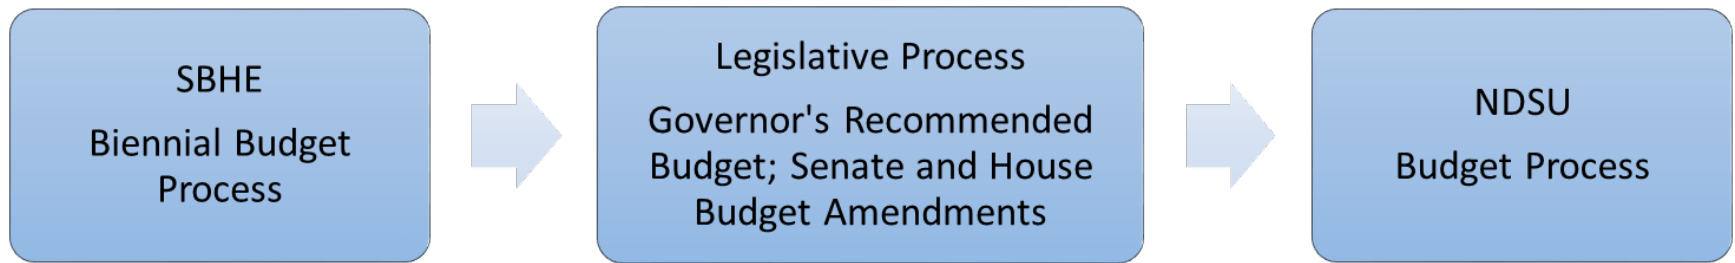 SBHE
Biennial Budget
Process
Legislative Process
Governor's Recommended
Budget; Senate and House
Budget Amendments
NDSU
Budget Process